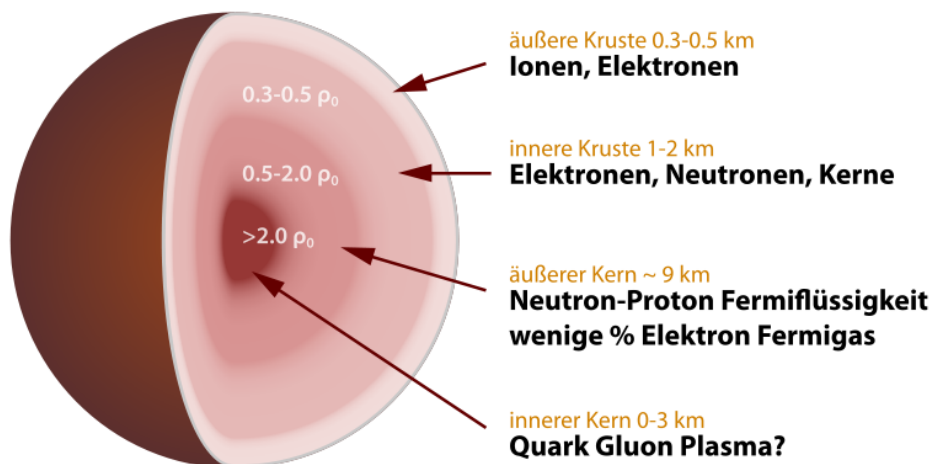 äußere Kruste 0.3-0.5 km
Ionen, Elektronen
0.3-0.5 ρ₀
innere Kruste 1-2 km
Elektronen, Neutronen, Kerne
0.5-2.0 ρ₀
>2.0 ρ₀
äußerer Kern ~ 9 km
Neutron-Proton Fermiflüssigkeit
wenige % Elektron Fermigas
innerer Kern 0-3 km
Quark Gluon Plasma?